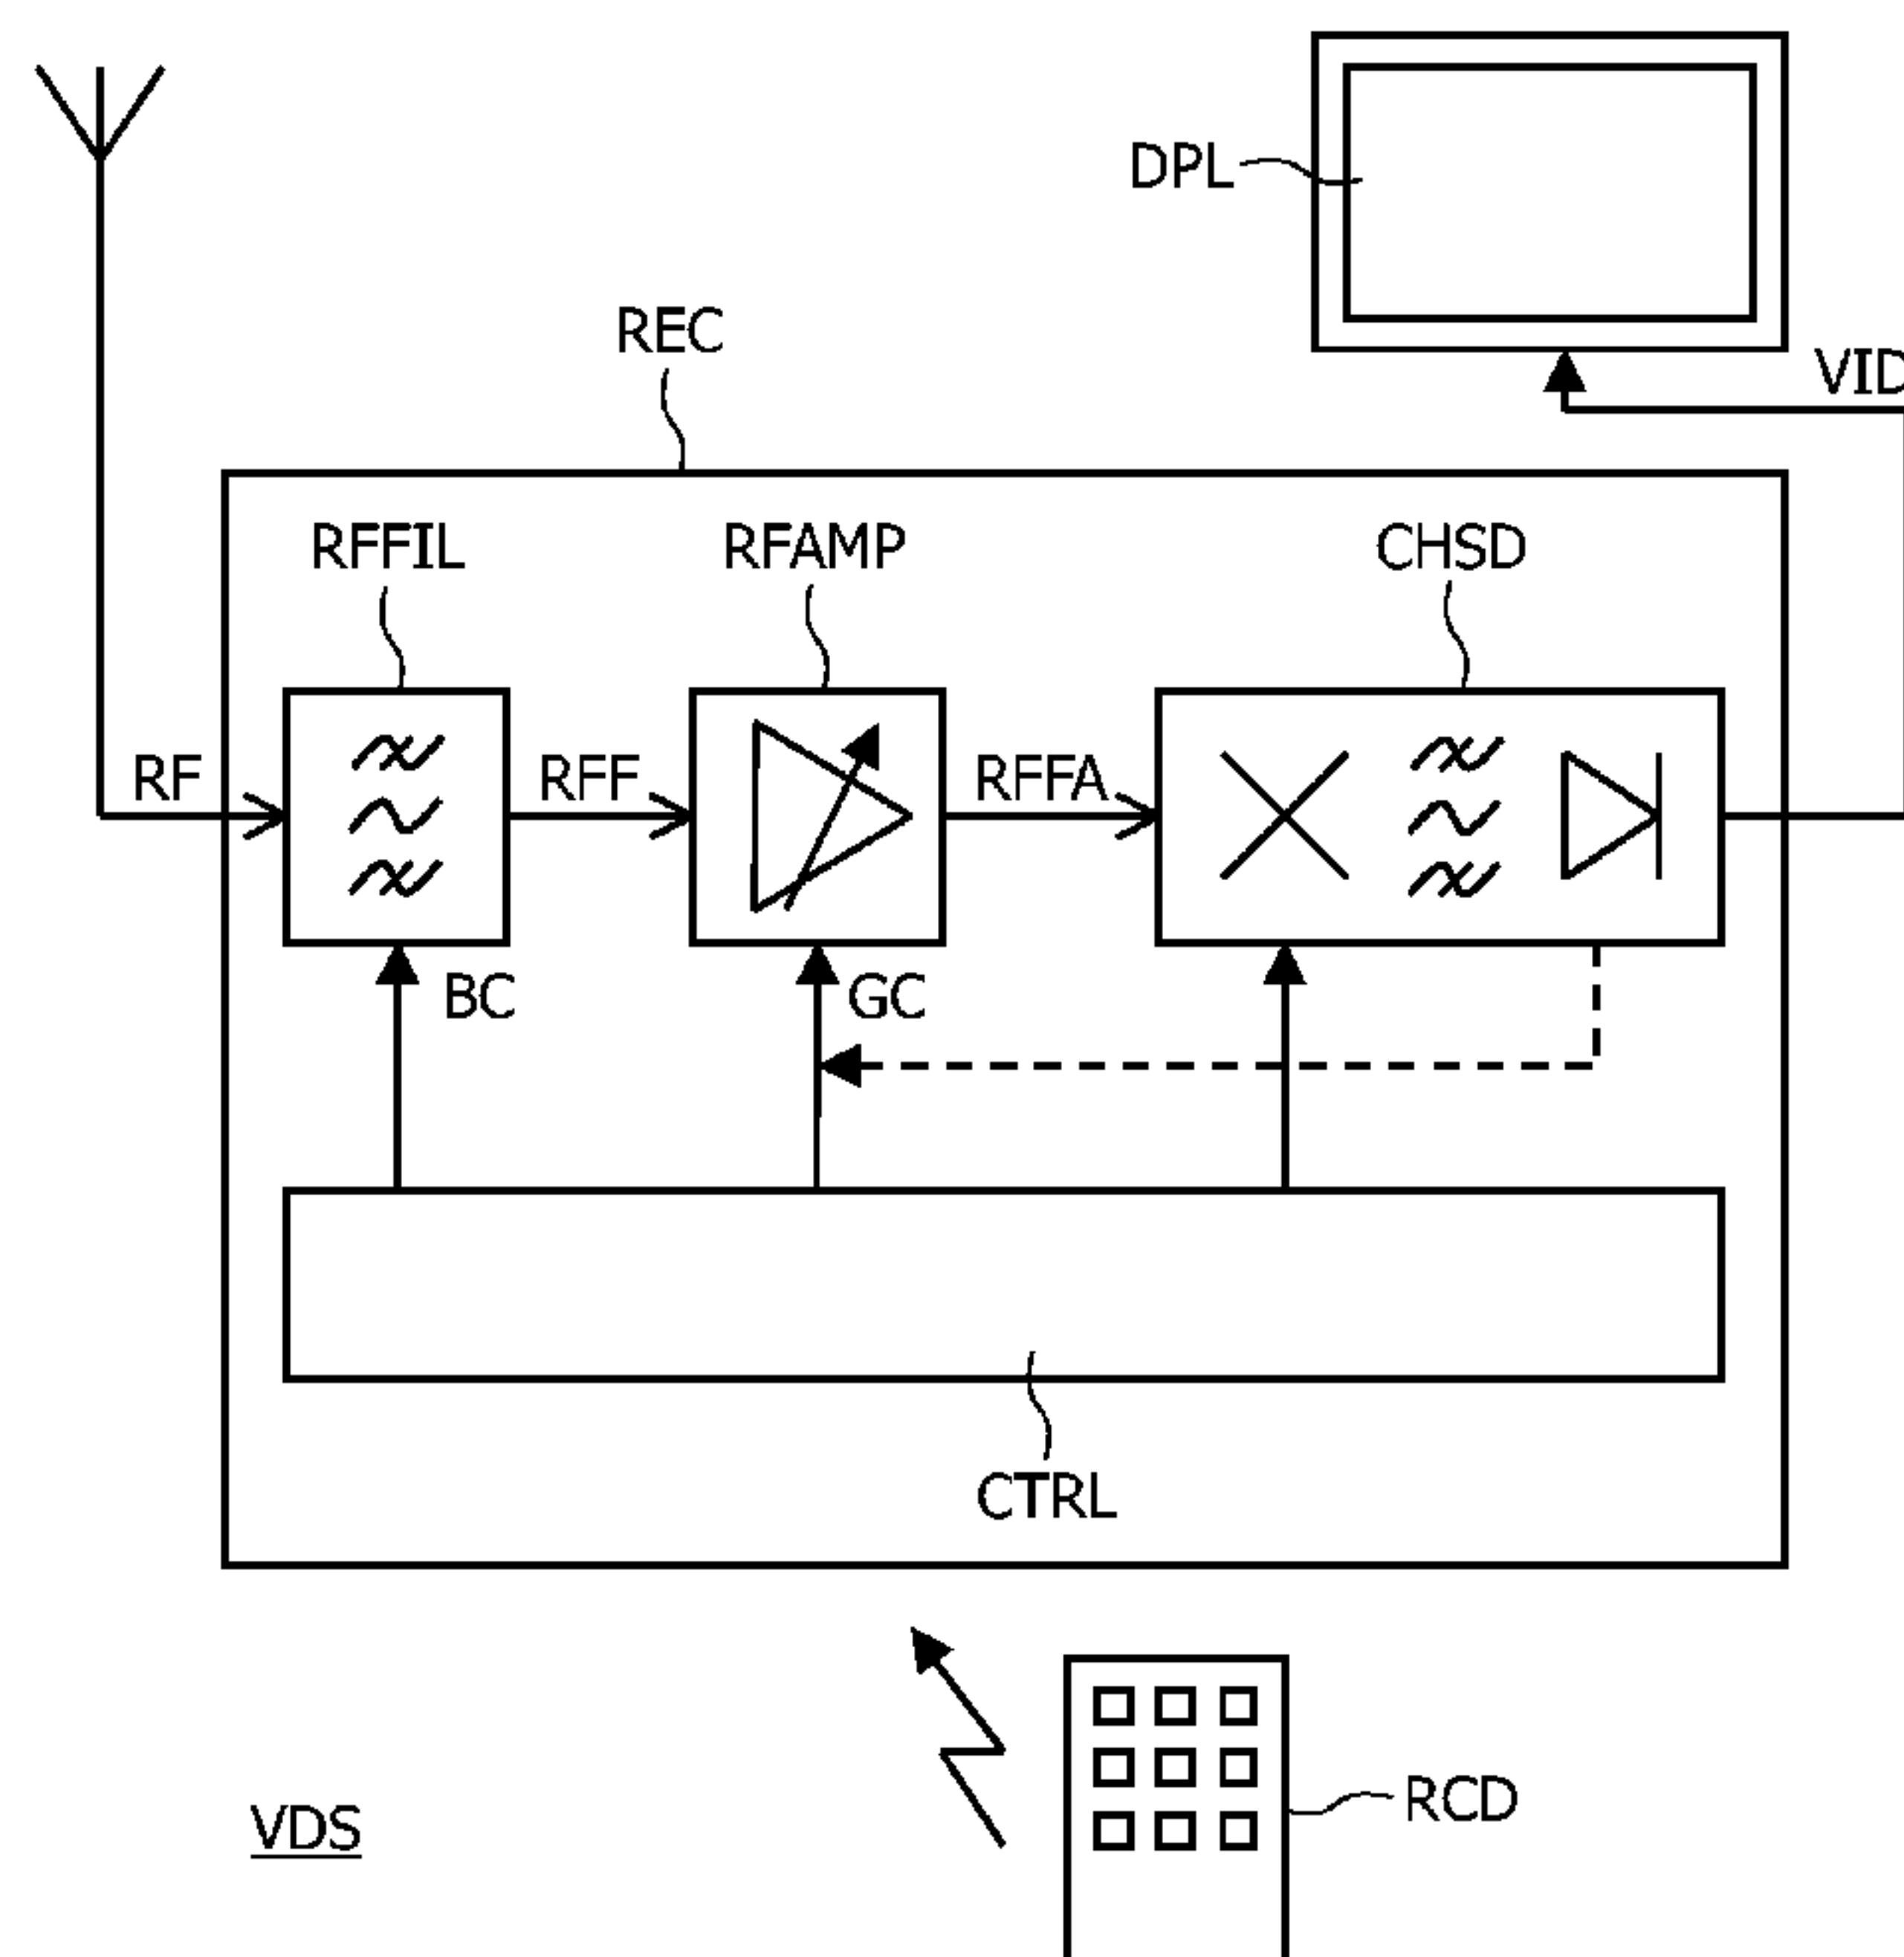 DPL
REC
VID
RFFIL
RFAMP
CHSD
RF
RFF
RFFA
BC
GC
CTRL
RCD
VDS